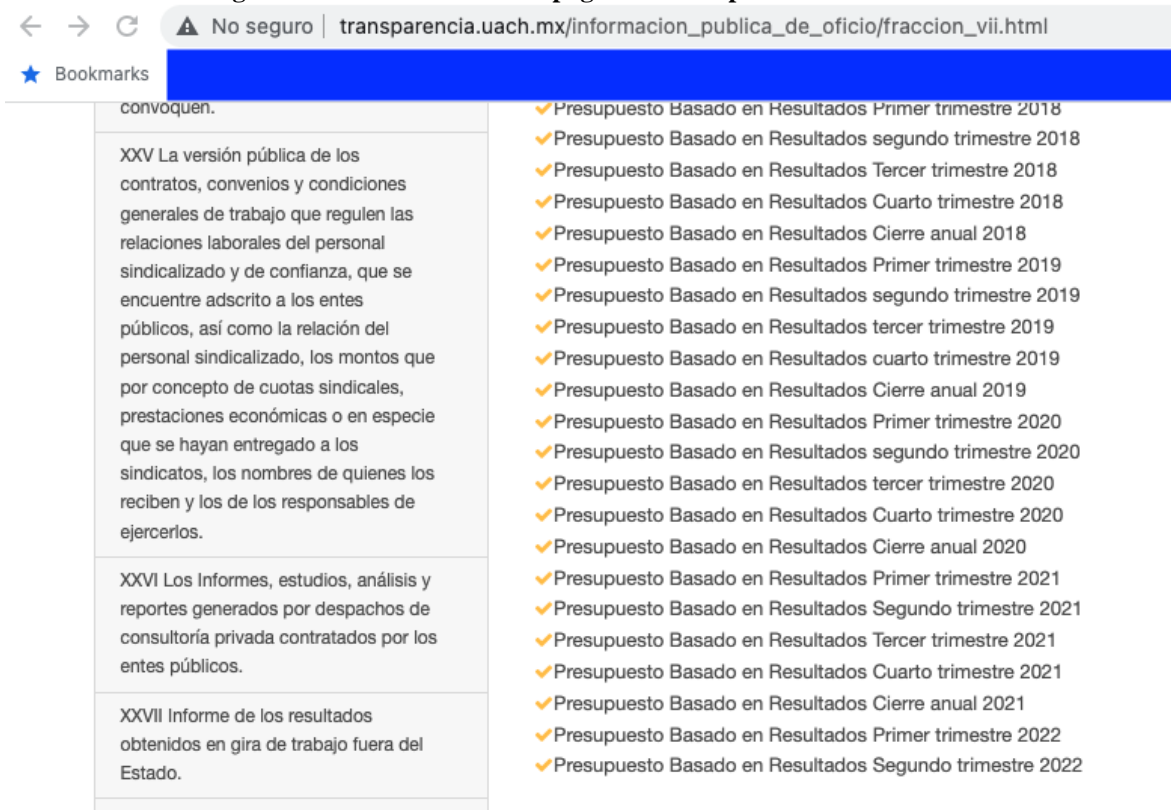 No seguro | transparencia.uach.mx/informacion_publica_de_oficio/fraccion_vii.html
Bookmarks
convoquen.
XXV La versión pública de los
contratos, convenios y condiciones
generales de trabajo que regulen las
relaciones laborales del personal
sindicalizado y de confianza, que se
encuentre adscrito a los entes
públicos, así como la relación del
personal sindicalizado, los montos que
por concepto de cuotas sindicales,
prestaciones económicas o en especie
que se hayan entregado a los
sindicatos, los nombres de quienes los
reciben y los de los responsables de
ejercerlos.
XXVI Los Informes, estudios, análisis y
reportes generados por despachos de
consultoría privada contratados por los
entes públicos.
XXVII Informe de los resultados
obtenidos en gira de trabajo fuera del
Estado.
Presupuesto Basado en Resultados Primer trimestre 2018
Presupuesto Basado en Resultados segundo trimestre 2018
Presupuesto Basado en Resultados Tercer trimestre 2018
Presupuesto Basado en Resultados Cuarto trimestre 2018
Presupuesto Basado en Resultados Cierre anual 2018
Presupuesto Basado en Resultados Primer trimestre 2019
Presupuesto Basado en Resultados segundo trimestre 2019
Presupuesto Basado en Resultados tercer trimestre 2019
Presupuesto Basado en Resultados cuarto trimestre 2019
Presupuesto Basado en Resultados Cierre anual 2019
Presupuesto Basado en Resultados Primer trimestre 2020
Presupuesto Basado en Resultados segundo trimestre 2020
Presupuesto Basado en Resultados tercer trimestre 2020
Presupuesto Basado en Resultados Cuarto trimestre 2020
Presupuesto Basado en Resultados Cierre anual 2020
Presupuesto Basado en Resultados Primer trimestre 2021
Presupuesto Basado en Resultados Segundo trimestre 2021
Presupuesto Basado en Resultados Tercer trimestre 2021
Presupuesto Basado en Resultados Cuarto trimestre 2021
Presupuesto Basado en Resultados Cierre anual 2021
Presupuesto Basado en Resultados Primer trimestre 2022
Presupuesto Basado en Resultados Segundo trimestre 2022